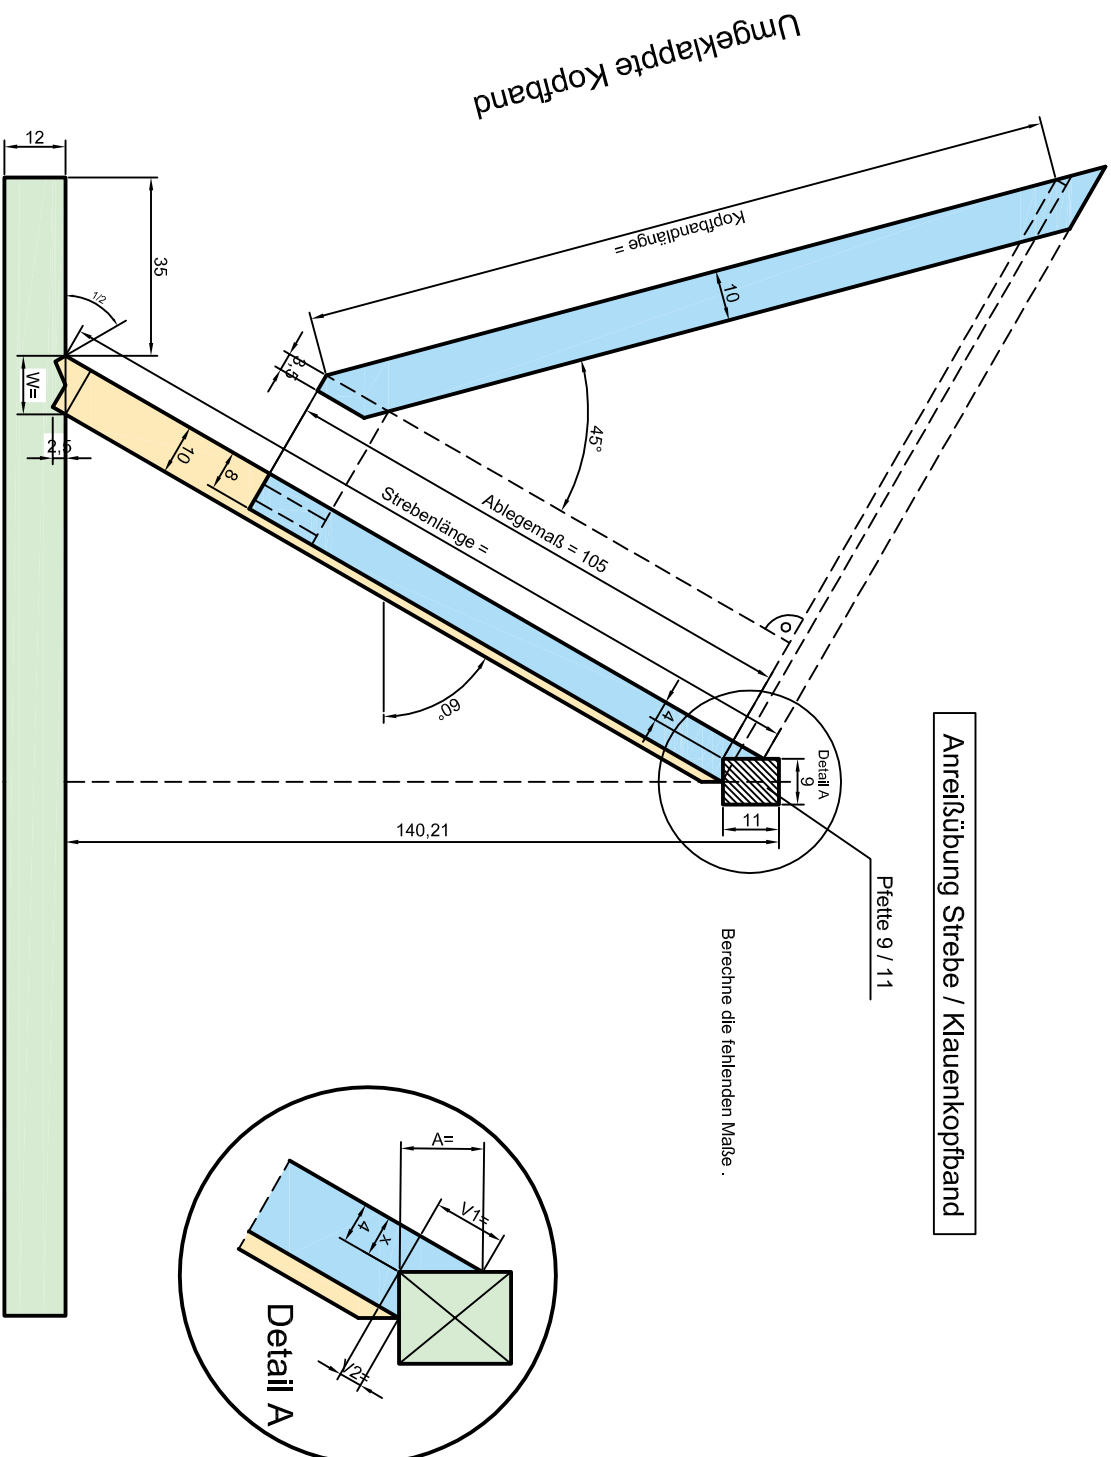 Umgeklappte Kopfband
12
35
1/2
W=
2,5
Kopfbandlänge =
10
3,5
45°
10
8
Ablegemaß = 105
Strebenlänge =
60°
4
Detail A
9
11
140,21
Pfette 9 / 11
Anreißübung Strebe / Klauenkopfband
Berechne die fehlenden Maße .
A=
V1=
x
4
V2=
Detail A